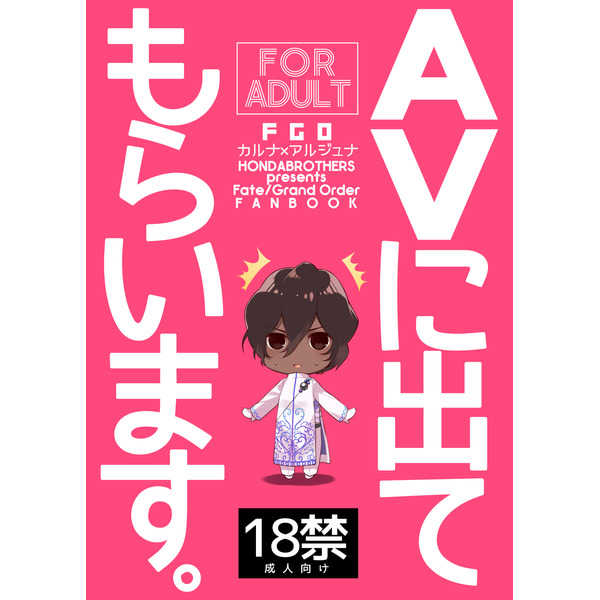 AVに出て
もらいます。
FOR
ADULT
FGO
カルナ×アルジュナ
HONDABROTHERS
presents
Fate/Grand Order
FANBOOK
18禁
成人向け